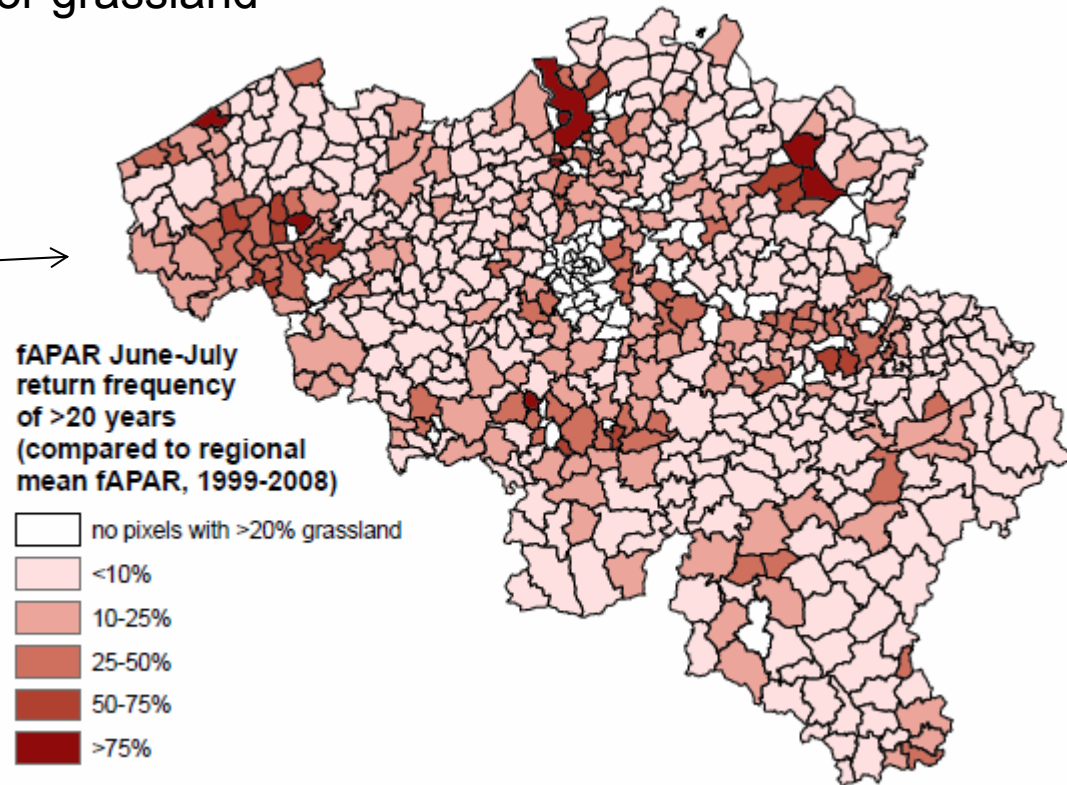 or grassland
fAPAR June-July
return frequency
of >20 years
(compared to regional
mean fAPAR, 1999-2008)
no pixels with >20% grassland
<10%
10-25%
25-50%
50-75%
>75%